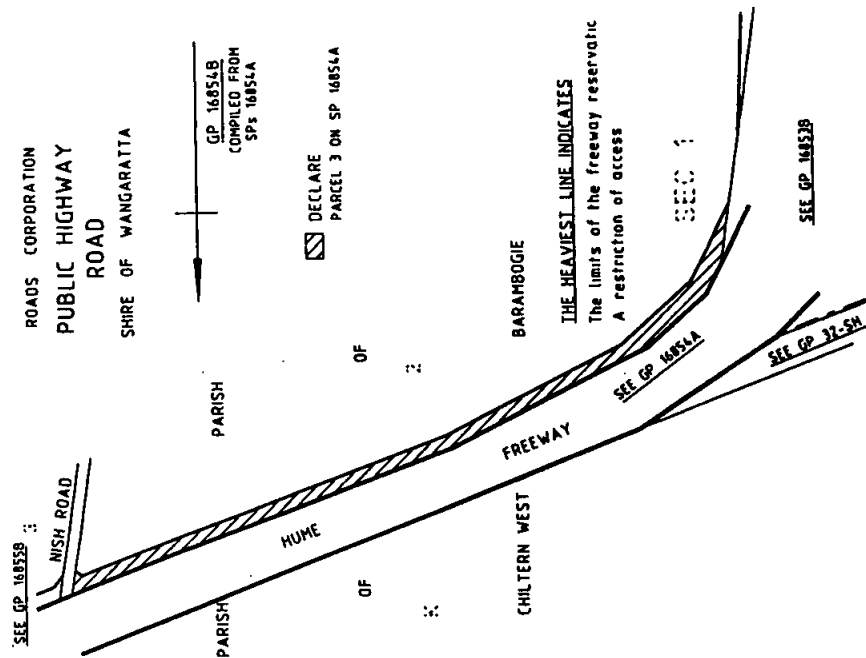 ROADS CORPORATION
PUBLIC HIGHWAY
ROAD
SHIRE OF WANGARATTA
GP 16854B
COMPILED FROM
SPs 16854A
DECLARE
PARCEL 3 ON SP 16854A
SEE GP 16855B
NISH ROAD
PARISH
OF
BARAMBOGIE
THE HEAVIEST LINE INDICATES
The limits of the freeway reservatic
A restriction of access
SEC 1
HUME
FREEWAY
SEE GP 16854A
SEE GP 32-SH
SEE GP 16853B
PARISH
OF
CHILTERN WEST